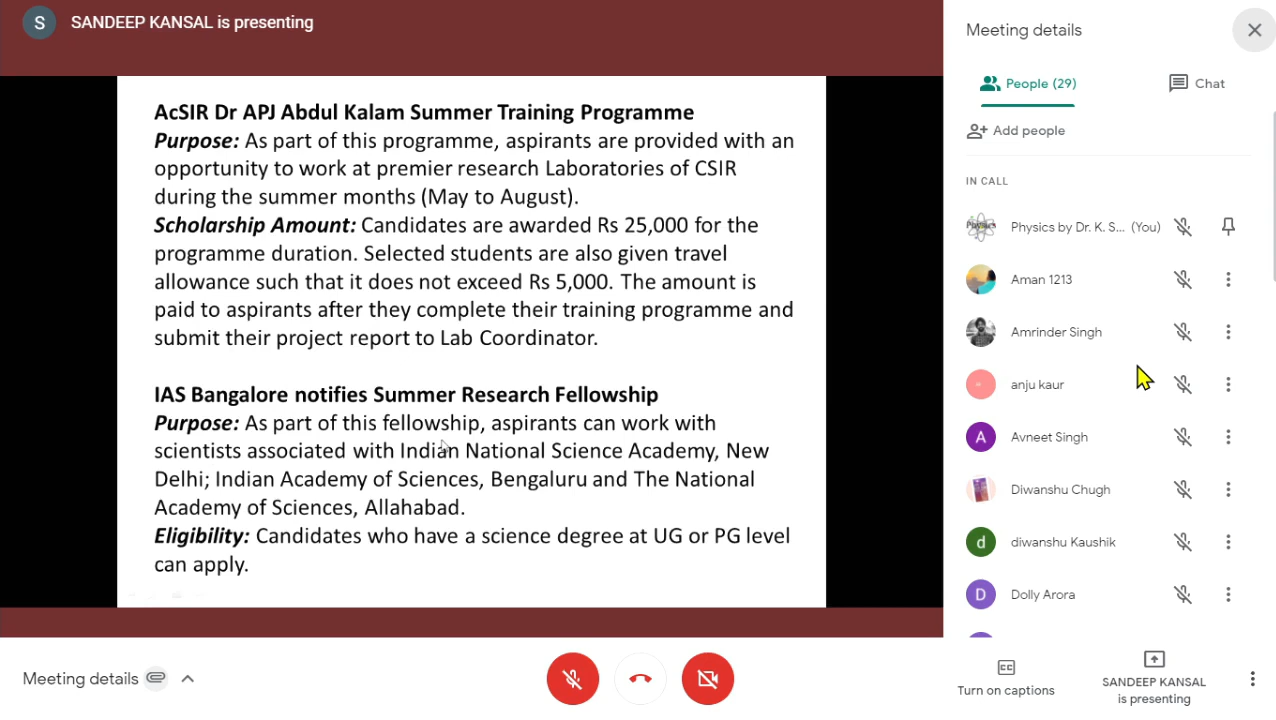 S SANDEEP KANSAL is presenting
AcSIR Dr APJ Abdul Kalam Summer Training Programme
Purpose: As part of this programme, aspirants are provided with an
opportunity to work at premier research Laboratories of CSIR
during the summer months (May to August).
Scholarship Amount: Candidates are awarded Rs 25,000 for the
programme duration. Selected students are also given travel
allowance such that it does not exceed Rs 5,000. The amount is
paid to aspirants after they complete their training programme and
submit their project report to Lab Coordinator.
IAS Bangalore notifies Summer Research Fellowship
Purpose: As part of this fellowship, aspirants can work with
scientists associated with Indian National Science Academy, New
Delhi; Indian Academy of Sciences, Bengaluru and The National
Academy of Sciences, Allahabad.
Eligibility: Candidates who have a science degree at UG or PG level
can apply.
Meeting details
People (29) Chat
Add people
IN CALL
Physics Physics by Dr. K. S... (You)
Aman 1213
Amrinder Singh
anju kaur
A Avneet Singh
Diwanshu Chugh
d diwanshu Kaushik
D Dolly Arora
Meeting details
CC
Turn on captions
SANDEEP KANSAL
is presenting